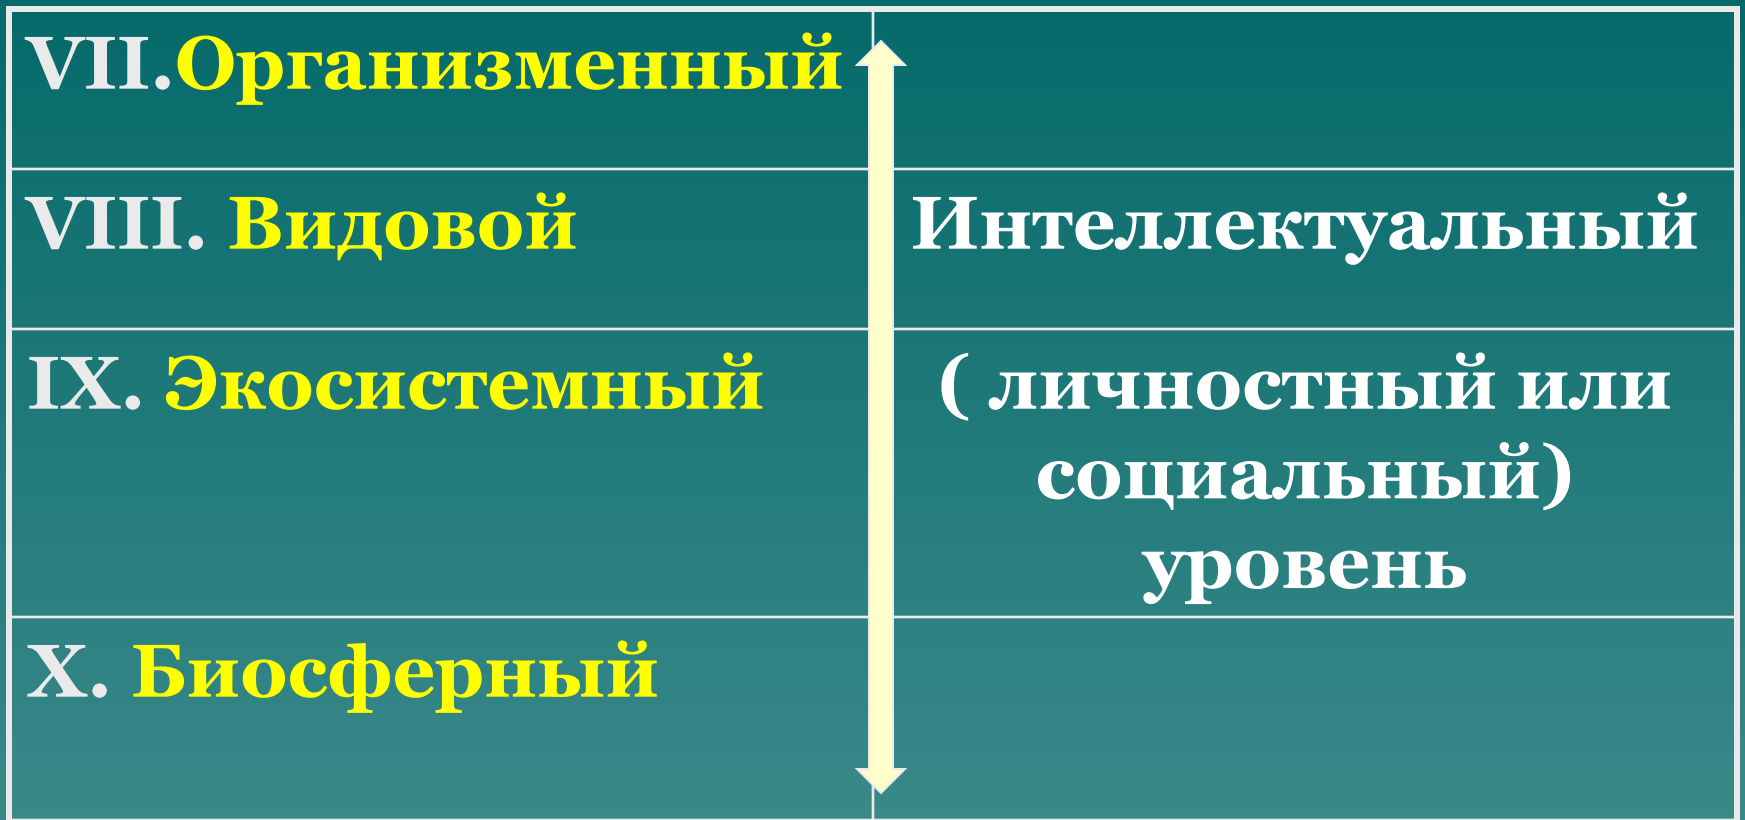 VII.Организменный
VIII. Видовой
Интеллектуальный
IX. Экосистемный
( личностный или
социальный)
уровень
X. Биосферный